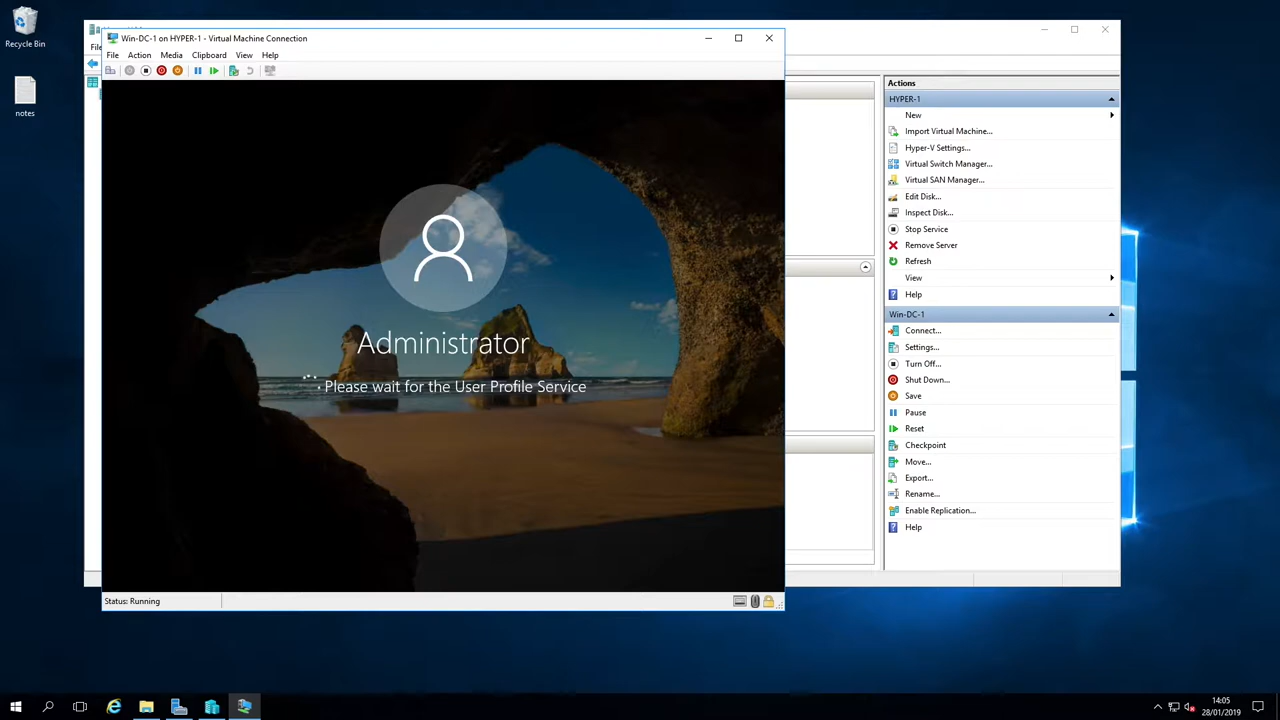 Recycle Bin
notes
Win-DC-1 on HYPER-1 - Virtual Machine Connection
File Action Media Clipboard View Help
Administrator
Please wait for the User Profile Service
Status: Running
Actions
HYPER-1
New
Import Virtual Machine...
Hyper-V Settings...
Virtual Switch Manager...
Virtual SAN Manager...
Edit Disk...
Inspect Disk...
Stop Service
Remove Server
Refresh
View
Help
Win-DC-1
Connect...
Settings...
Turn Off...
Shut Down...
Save
Pause
Reset
Checkpoint
Move...
Export...
Rename...
Enable Replication...
Help
14:05
28/01/2019